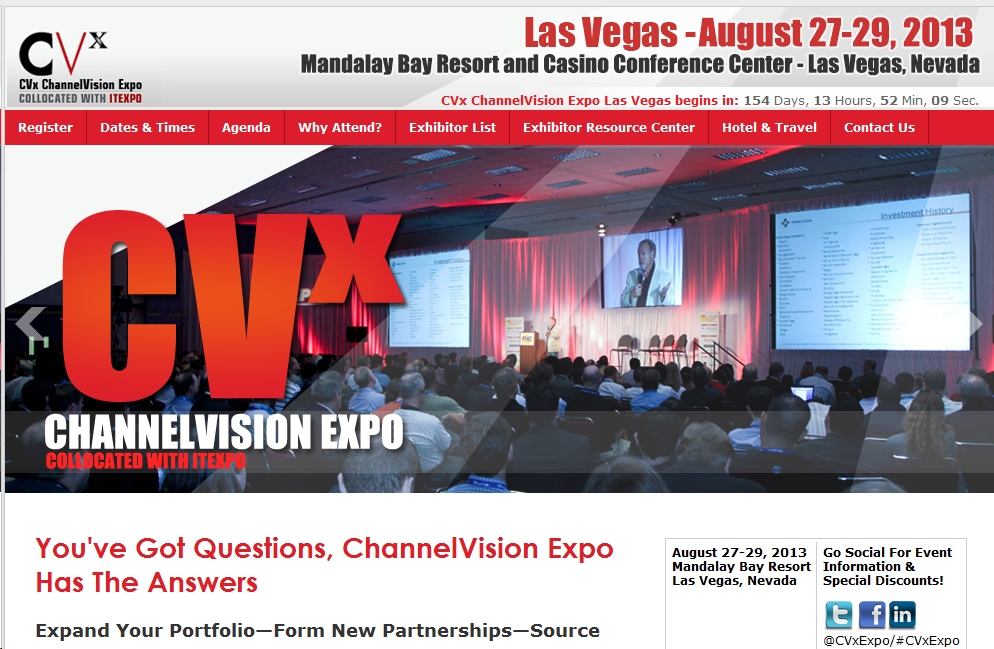 CVx
CVx ChannelVision Expo
COLLOCATED WITH ITEXPO
Las Vegas - August 27-29, 2013
Mandalay Bay Resort and Casino Conference Center - Las Vegas, Nevada
CVx ChannelVision Expo Las Vegas begins in: 154 Days, 13 Hours, 52 Min, 09 Sec.
Register
Dates & Times
Agenda
Why Attend?
Exhibitor List
Exhibitor Resource Center
Hotel & Travel
Contact Us
Investment History
CVx
CHANNELVISION EXPO
COLLOCATED WITH ITEXPO
You've Got Questions, ChannelVision Expo
Has The Answers
Expand Your Portfolio—Form New Partnerships—Source
August 27-29, 2013
Mandalay Bay Resort
Las Vegas, Nevada
Go Social For Event
Information &
Special Discounts!
@CVxExpo/#CVxExpo